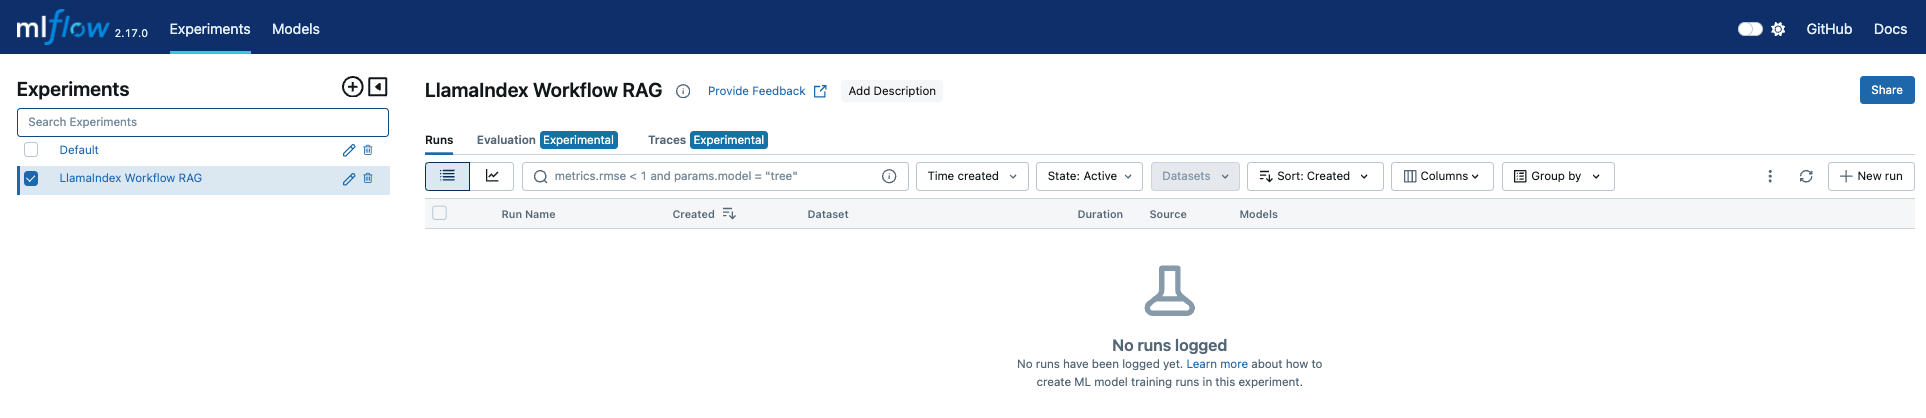 mlflow 2.17.0 Experiments Models GitHub Docs
Experiments
Search Experiments
Default
LlamaIndex Workflow RAG
LlamaIndex Workflow RAG Provide Feedback Add Description Share
Runs Evaluation Experimental Traces Experimental
metrics.rmse < 1 and params.model = "tree" Time created State: Active Datasets Sort: Created Columns Group by New run
Run Name Created Dataset Duration Source Models
No runs logged
No runs have been logged yet. Learn more about how to
create ML model training runs in this experiment.